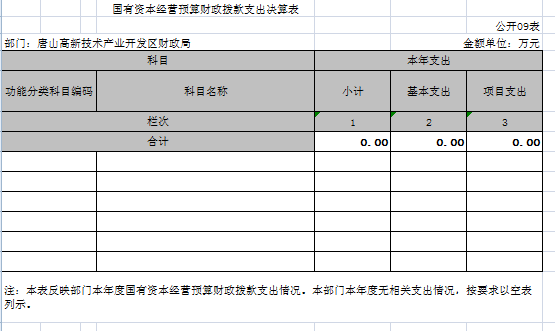 国有资本经营预算财政拨款支出决算表
公开09表
部门：唐山高新技术产业开发区财政局 金额单位：万元
科目 本年支出
功能分类科目编码 科目名称 小计 基本支出 项目支出
栏次 1 2 3
合计 0.00 0.00 0.00
注：本表反映部门本年度国有资本经营预算财政拨款支出情况。本部门本年度无相关支出情况，按要求以空表
列示。